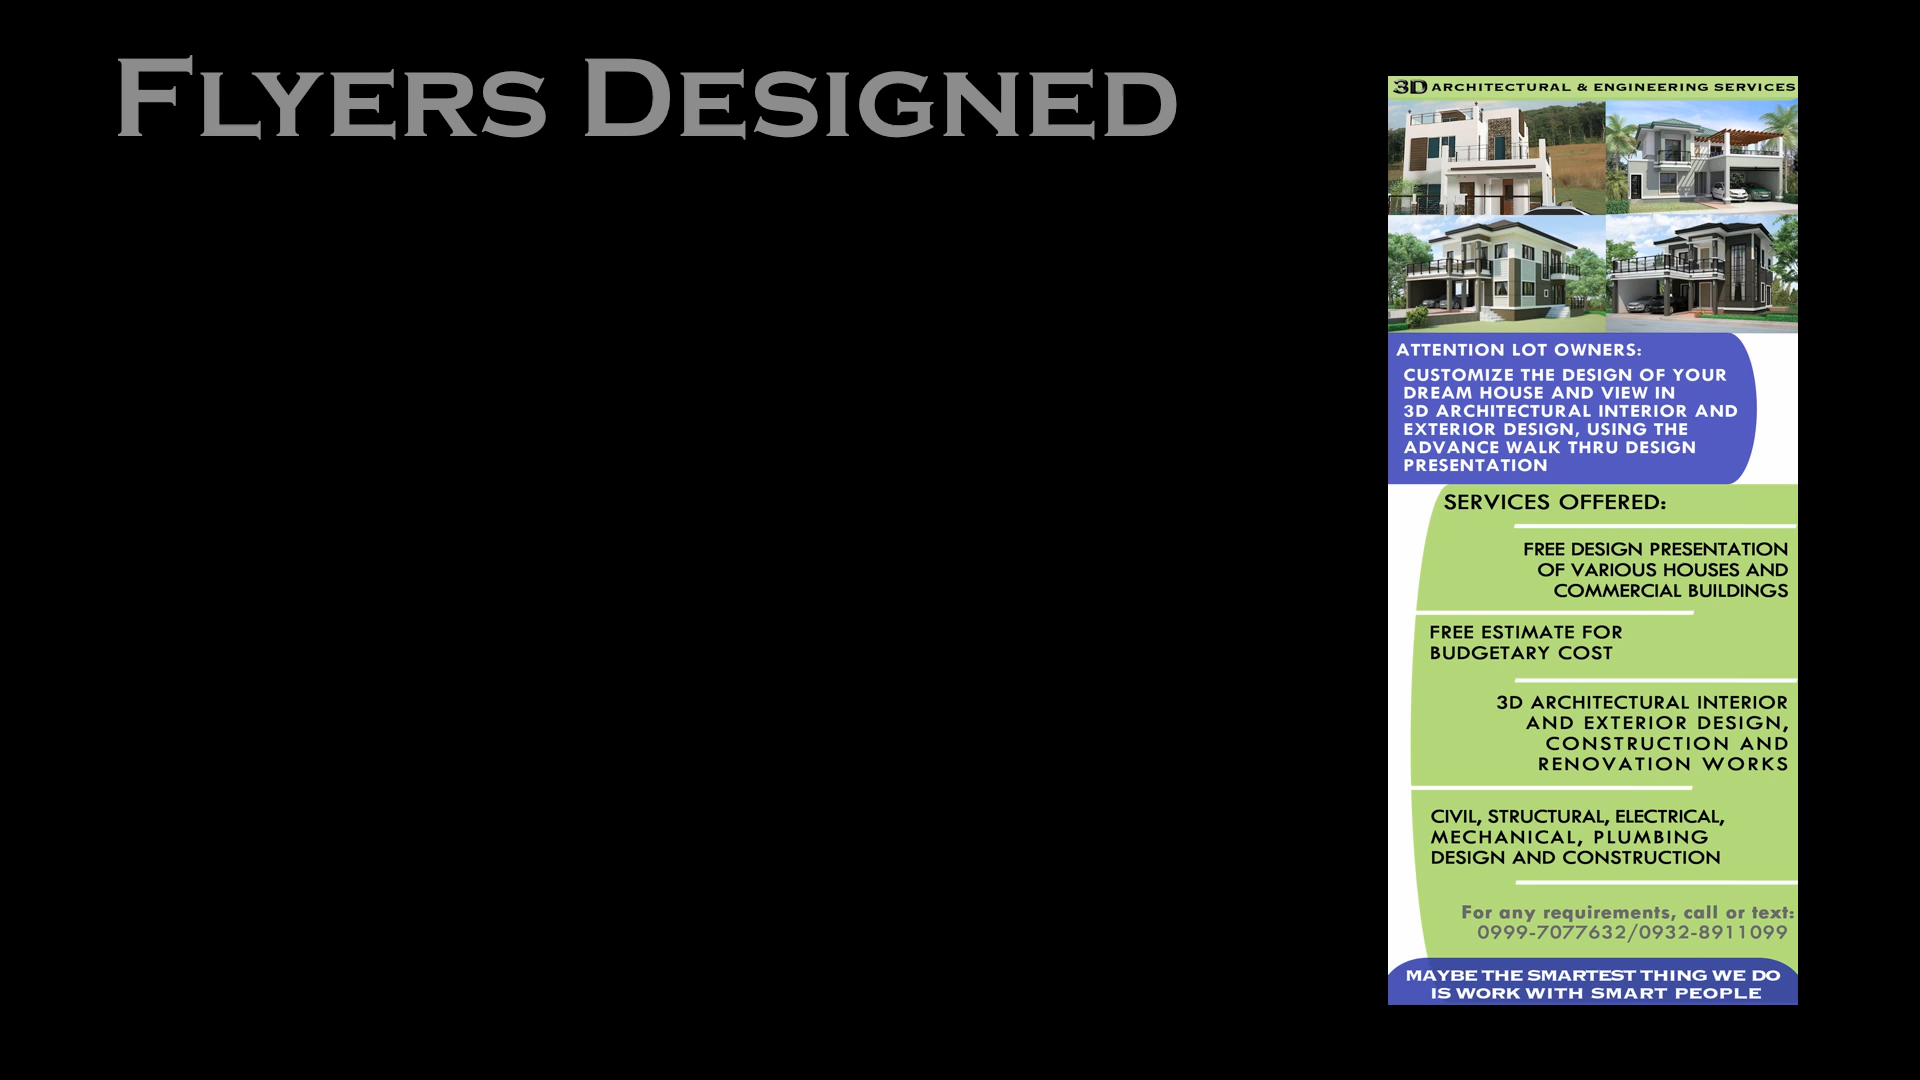 Flyers Designed
3D ARCHITECTURAL & ENGINEERING SERVICES
ATTENTION LOT OWNERS:
CUSTOMIZE THE DESIGN OF YOUR
DREAM HOUSE AND VIEW IN
3D ARCHITECTURAL INTERIOR AND
EXTERIOR DESIGN, USING THE
ADVANCE WALK THRU DESIGN
PRESENTATION
SERVICES OFFERED:
FREE DESIGN PRESENTATION
OF VARIOUS HOUSES AND
COMMERCIAL BUILDINGS
FREE ESTIMATE FOR
BUDGETARY COST
3D ARCHITECTURAL INTERIOR
AND EXTERIOR DESIGN,
CONSTRUCTION AND
RENOVATION WORKS
CIVIL, STRUCTURAL, ELECTRICAL,
MECHANICAL, PLUMBING
DESIGN AND CONSTRUCTION
For any requirements, call or text:
0999-7077632/0932-8911099
MAYBE THE SMARTEST THING WE DO
IS WORK WITH SMART PEOPLE